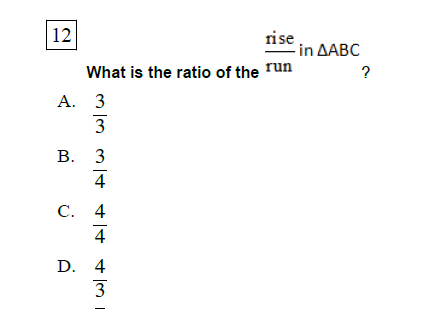 12
What is the ratio of the rise/run in ΔABC ?
A. 3/3
B. 3/4
C. 4/4
D. 4/3